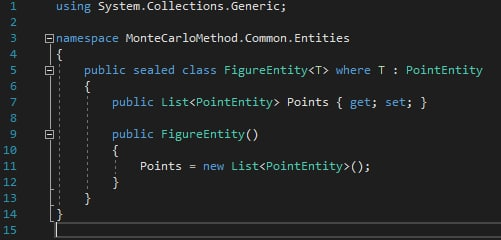 1 using System.Collections.Generic;
2
3 namespace MonteCarloMethod.Common.Entities
4 {
5 public sealed class FigureEntity<T> where T : PointEntity
6 {
7 public List<PointEntity> Points { get; set; }
8
9 public FigureEntity()
10 {
11 Points = new List<PointEntity>();
12 }
13 }
14 }
15